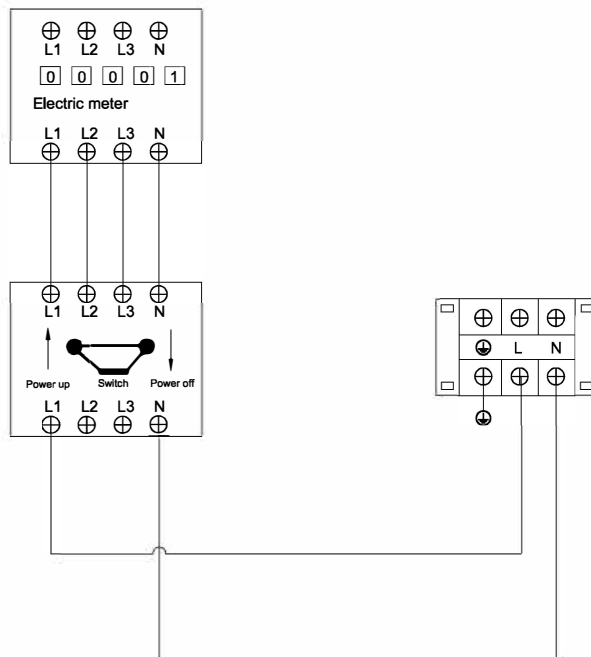 L1 L2 L3 N
0 0 0 0 1
Electric meter
L1 L2 L3 N
L1 L2 L3 N
Power up Switch Power off
L1 L2 L3 N
L N